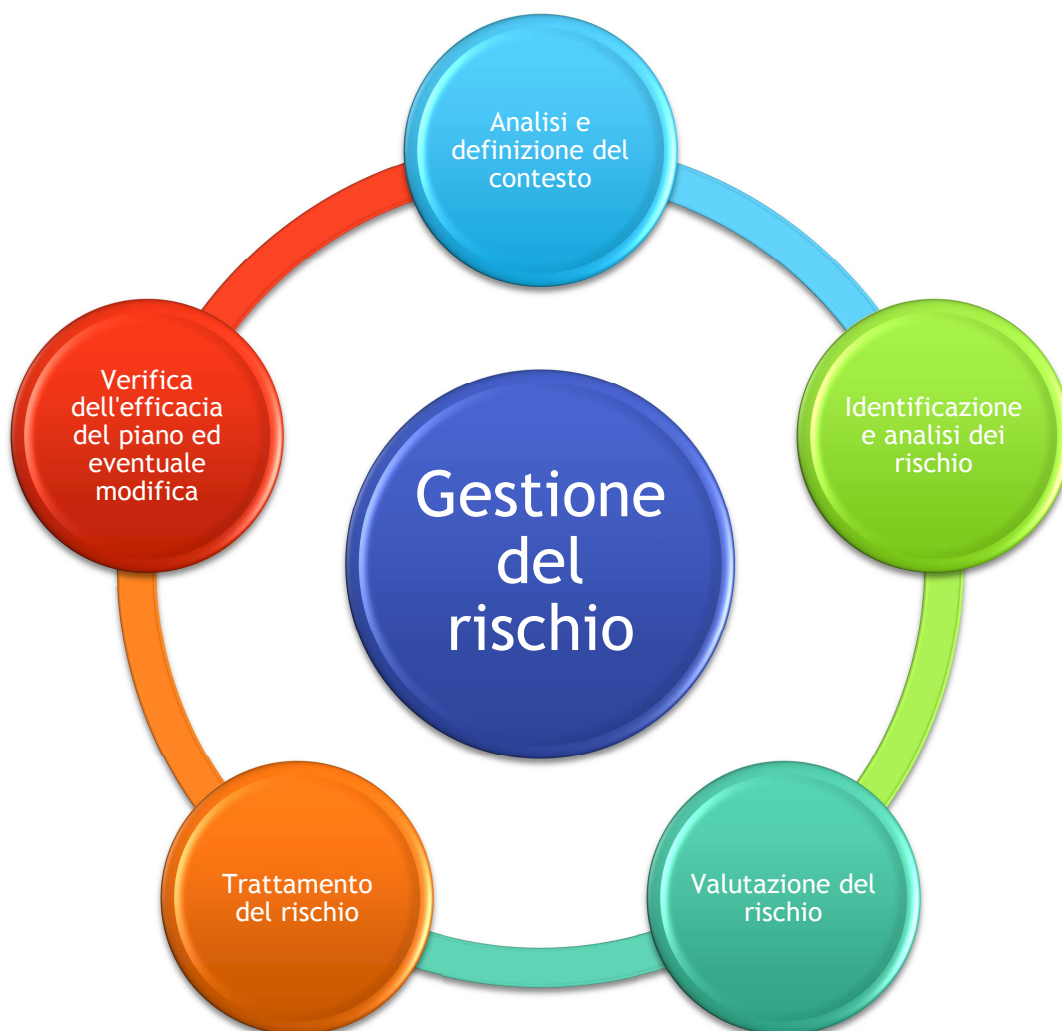 Analisi e
definizione del
contesto
Identificazione
e analisi dei
rischio
Valutazione del
rischio
Trattamento
del rischio
Verifica
dell'efficacia
del piano ed
eventuale
modifica
Gestione
del
rischio